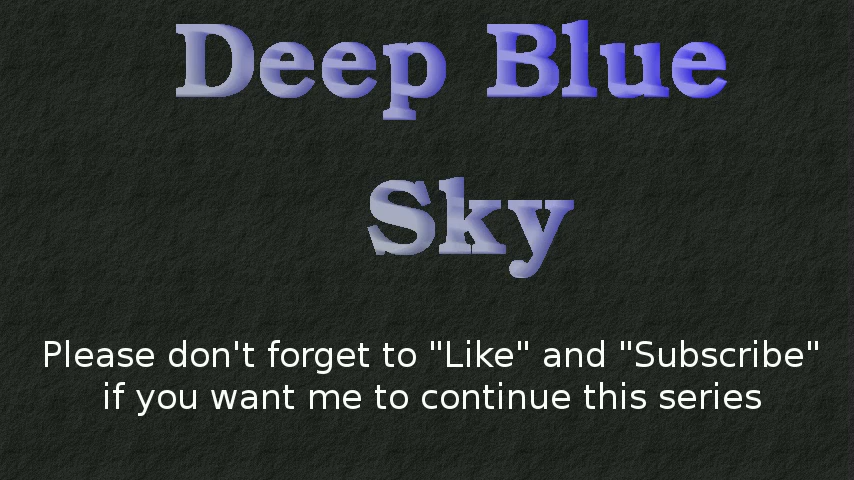 Deep Blue
Sky
Please don't forget to "Like" and "Subscribe"
if you want me to continue this series